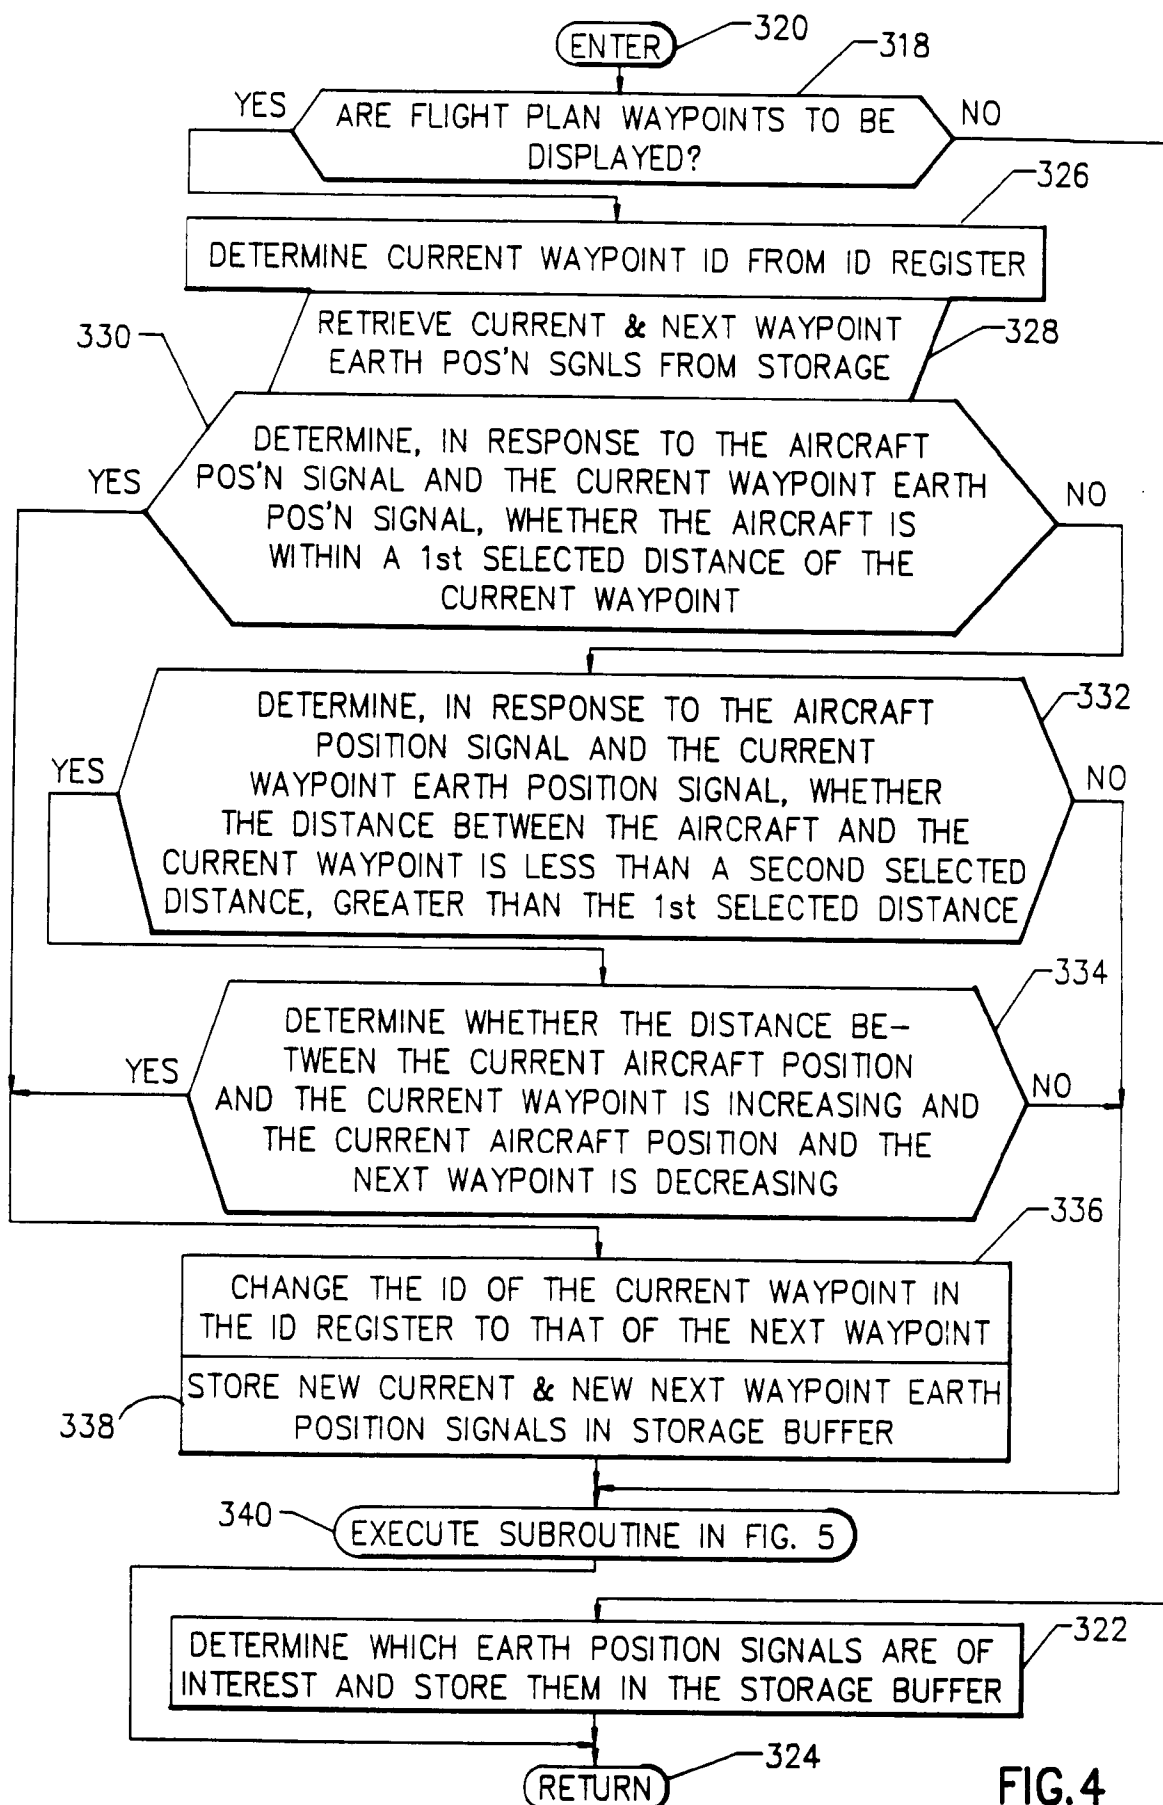 ENTER
320
318
YES
ARE FLIGHT PLAN WAYPOINTS TO BE
DISPLAYED?
NO
326
DETERMINE CURRENT WAYPOINT ID FROM ID REGISTER
RETRIEVE CURRENT & NEXT WAYPOINT
EARTH POS'N SGNLS FROM STORAGE
328
330
YES
DETERMINE, IN RESPONSE TO THE AIRCRAFT
POS'N SIGNAL AND THE CURRENT WAYPOINT EARTH
POS'N SIGNAL, WHETHER THE AIRCRAFT IS
WITHIN A 1st SELECTED DISTANCE OF THE
CURRENT WAYPOINT
NO
332
YES
DETERMINE, IN RESPONSE TO THE AIRCRAFT
POSITION SIGNAL AND THE CURRENT
WAYPOINT EARTH POSITION SIGNAL, WHETHER
THE DISTANCE BETWEEN THE AIRCRAFT AND THE
CURRENT WAYPOINT IS LESS THAN A SECOND SELECTED
DISTANCE, GREATER THAN THE 1st SELECTED DISTANCE
NO
334
YES
DETERMINE WHETHER THE DISTANCE BE-
TWEEN THE CURRENT AIRCRAFT POSITION
AND THE CURRENT WAYPOINT IS INCREASING AND
THE CURRENT AIRCRAFT POSITION AND THE
NEXT WAYPOINT IS DECREASING
NO
336
CHANGE THE ID OF THE CURRENT WAYPOINT IN
THE ID REGISTER TO THAT OF THE NEXT WAYPOINT
STORE NEW CURRENT & NEW NEXT WAYPOINT EARTH
POSITION SIGNALS IN STORAGE BUFFER
338
340
EXECUTE SUBROUTINE IN FIG. 5
322
DETERMINE WHICH EARTH POSITION SIGNALS ARE OF
INTEREST AND STORE THEM IN THE STORAGE BUFFER
324
RETURN
FIG.4